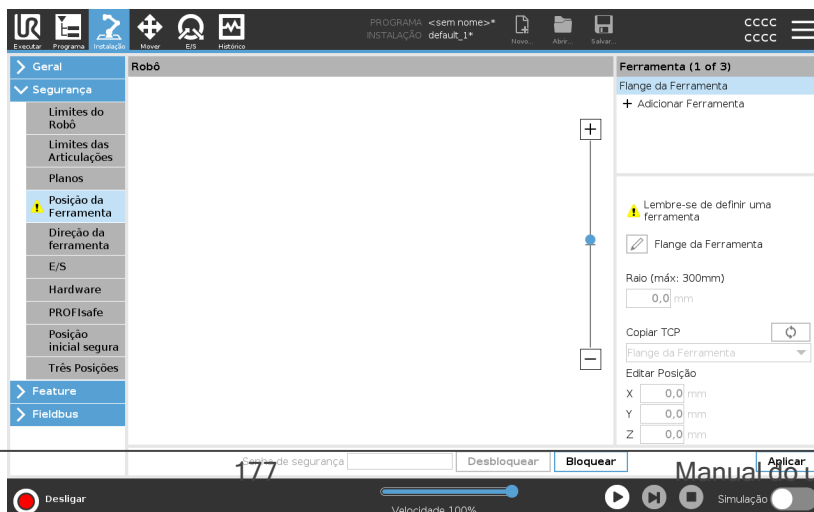 PROGRAMA <sem nome>*
INSTALAÇÃO default_1*
cccc
cccc
Executar
Programa
Instalação
Mover
E/S
Histórico
Novo...
Abrir...
Salvar...
Geral
Segurança
Limites do
Robô
Limites das
Articulações
Planos
Posição da
Ferramenta
Direção da
ferramenta
E/S
Hardware
PROFIsafe
Posição
inicial segura
Três Posições
Feature
Fieldbus
Robô
Ferramenta (1 of 3)
Flange da Ferramenta
+ Adicionar Ferramenta
Lembre-se de definir uma
ferramenta
Flange da Ferramenta
Raio (máx: 300mm)
0,0 mm
Copiar TCP
Flange da Ferramenta
Editar Posição
X 0,0 mm
Y 0,0 mm
Z 0,0 mm
Senha de segurança
Desbloquear
Bloquear
Aplicar
177
Manual do u
Desligar
Velocidade 100%
Simulação